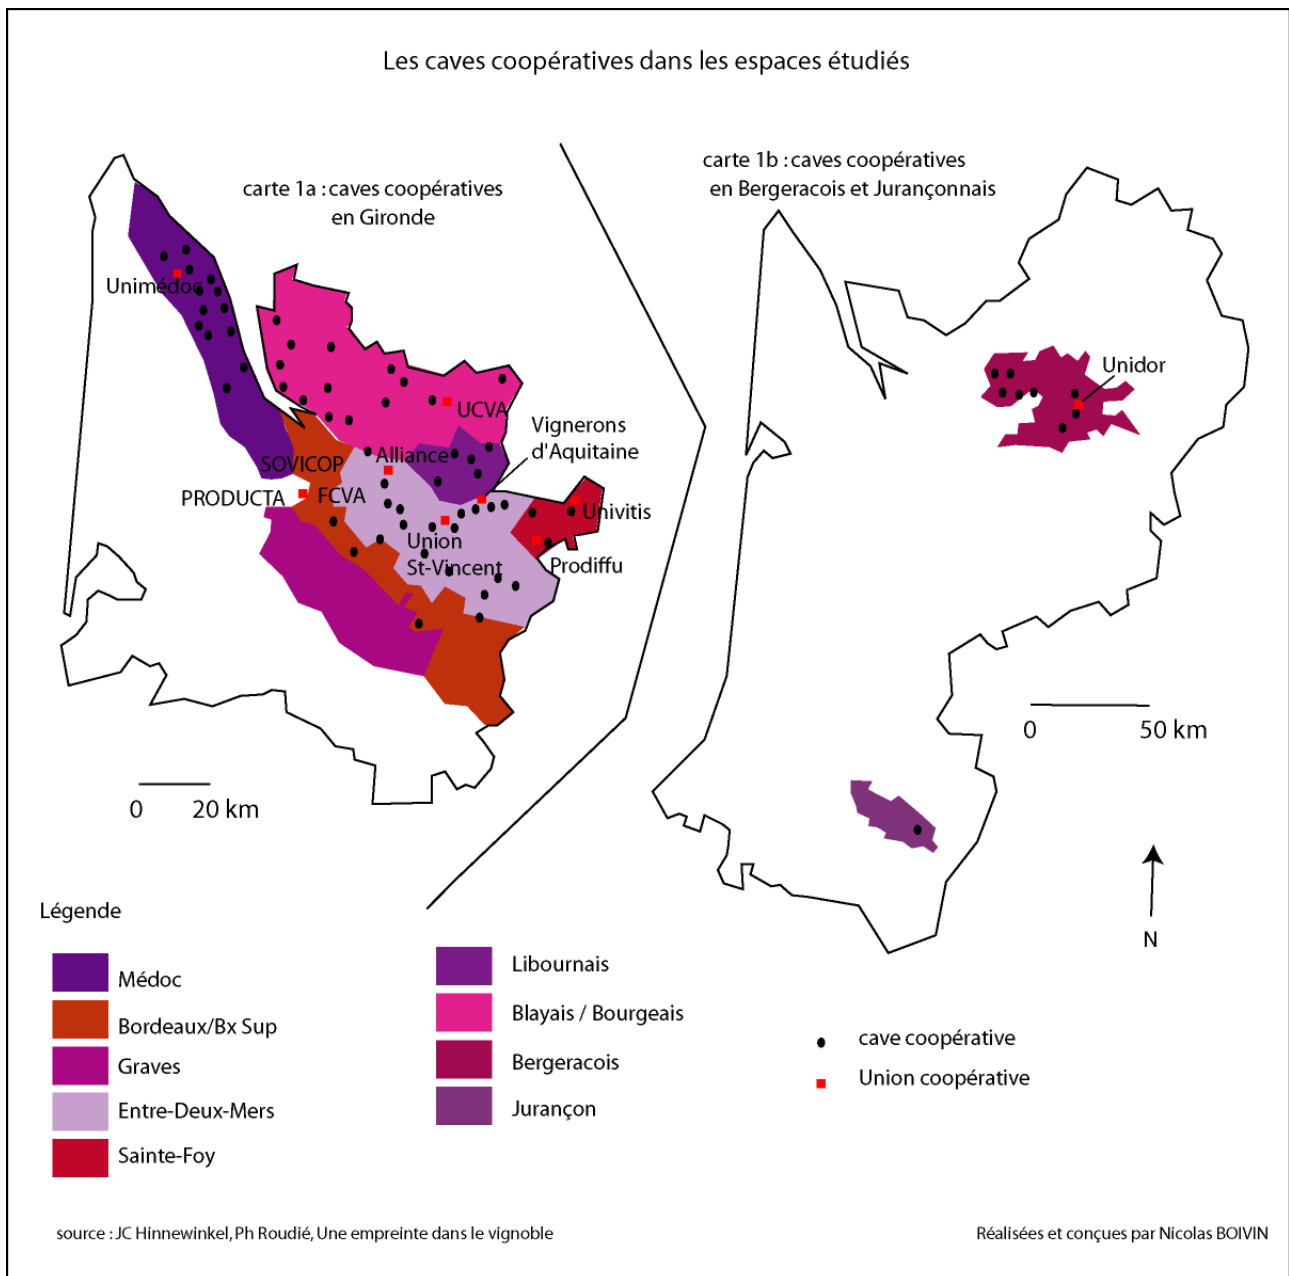 Les caves coopératives dans les espaces étudiés
carte 1a : caves coopératives
en Gironde
carte 1b : caves coopératives
en Bergeracois et Jurançonnais
Unimédoc
UCVA
Vignerons
d'Aquitaine
Alliance
SOVICOP
PRODUCTA
FCVA
Univitis
Union
St-Vincent
Prodiffu
Unidor
0
20 km
0
50 km
N
Légende
Médoc
Bordeaux/Bx Sup
Graves
Entre-Deux-Mers
Sainte-Foy
Libournais
Blayais / Bourgeais
Bergeracois
Jurançon
cave coopérative
Union coopérative
source : JC Hinnewinkel, Ph Roudié, Une empreinte dans le vignoble
Réalisées et conçues par Nicolas BOIVIN